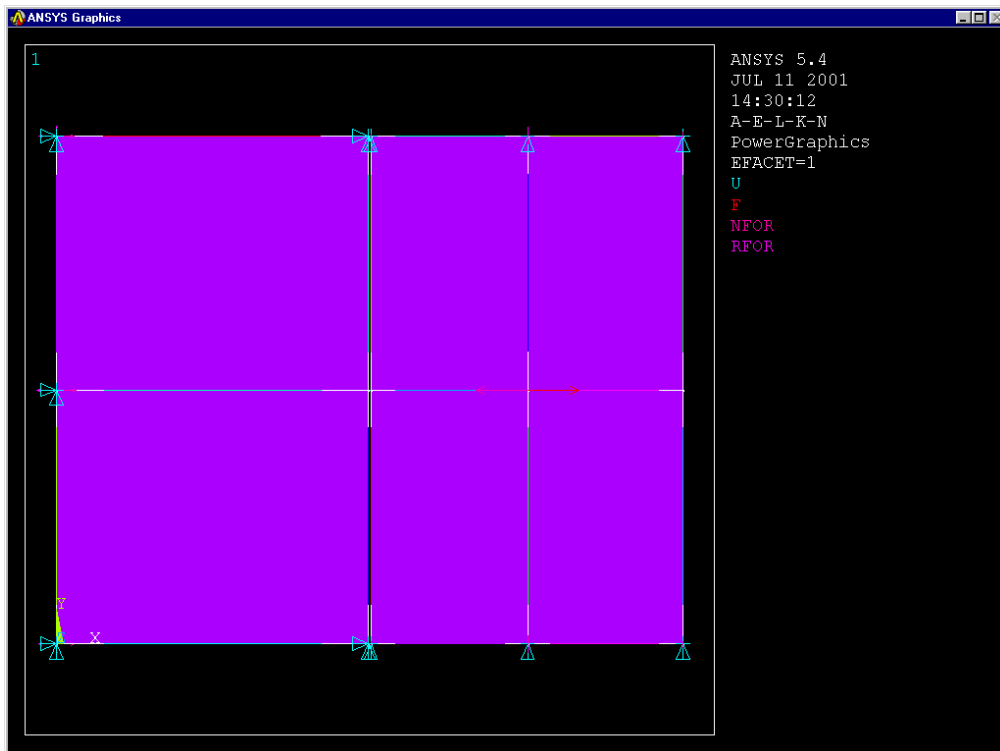 ANSYS Graphics
1
ANSYS 5.4
JUL 11 2001
14:30:12
A-E-L-K-N
PowerGraphics
EFACET=1
U
F
NFOR
RFOR
Y
X